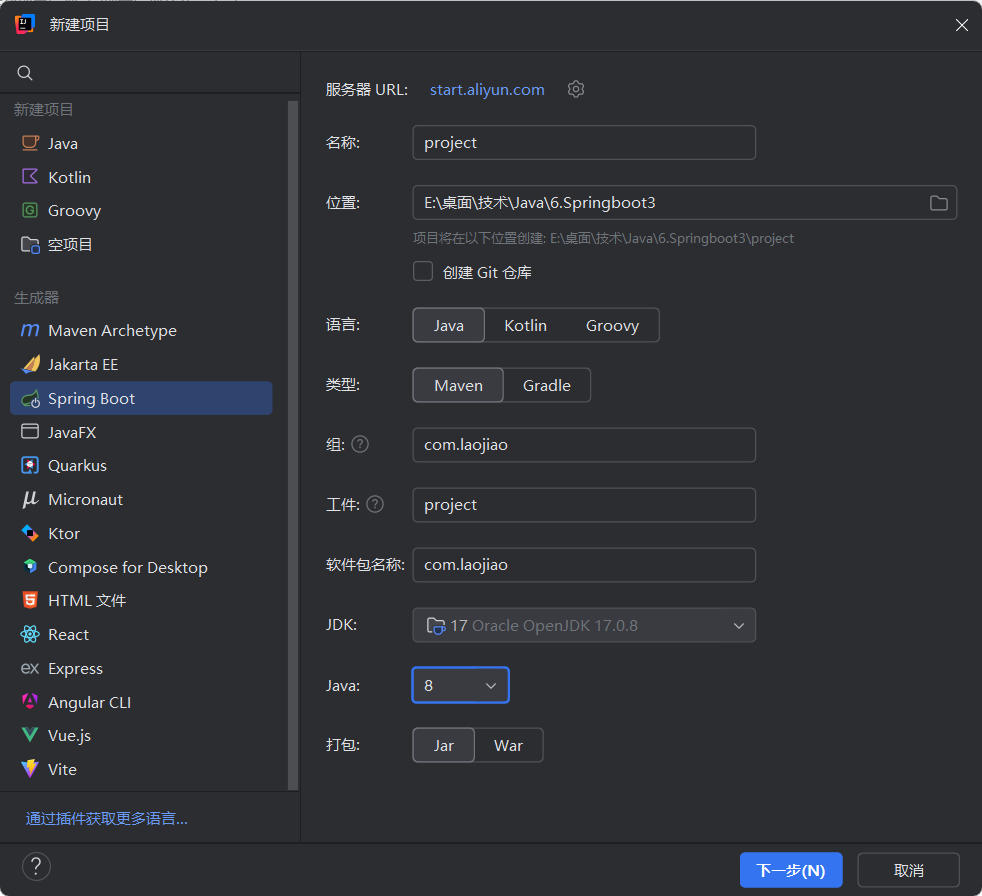 新建项目
新建项目
Java
Kotlin
Groovy
空项目
生成器
Maven Archetype
Jakarta EE
Spring Boot
JavaFX
Quarkus
Micronaut
Ktor
Compose for Desktop
HTML 文件
React
Express
Angular CLI
Vue.js
Vite
通过插件获取更多语言...
服务器 URL: start.aliyun.com
名称: project
位置: E:\桌面\技术\Java\6.Springboot3
项目将在以下位置创建: E:\桌面\技术\Java\6.Springboot3\project
创建 Git 仓库
语言: Java Kotlin Groovy
类型: Maven Gradle
组: com.laojiao
工件: project
软件包名称: com.laojiao
JDK: 17 Oracle OpenJDK 17.0.8
Java: 8
打包: Jar War
下一步(N) 取消